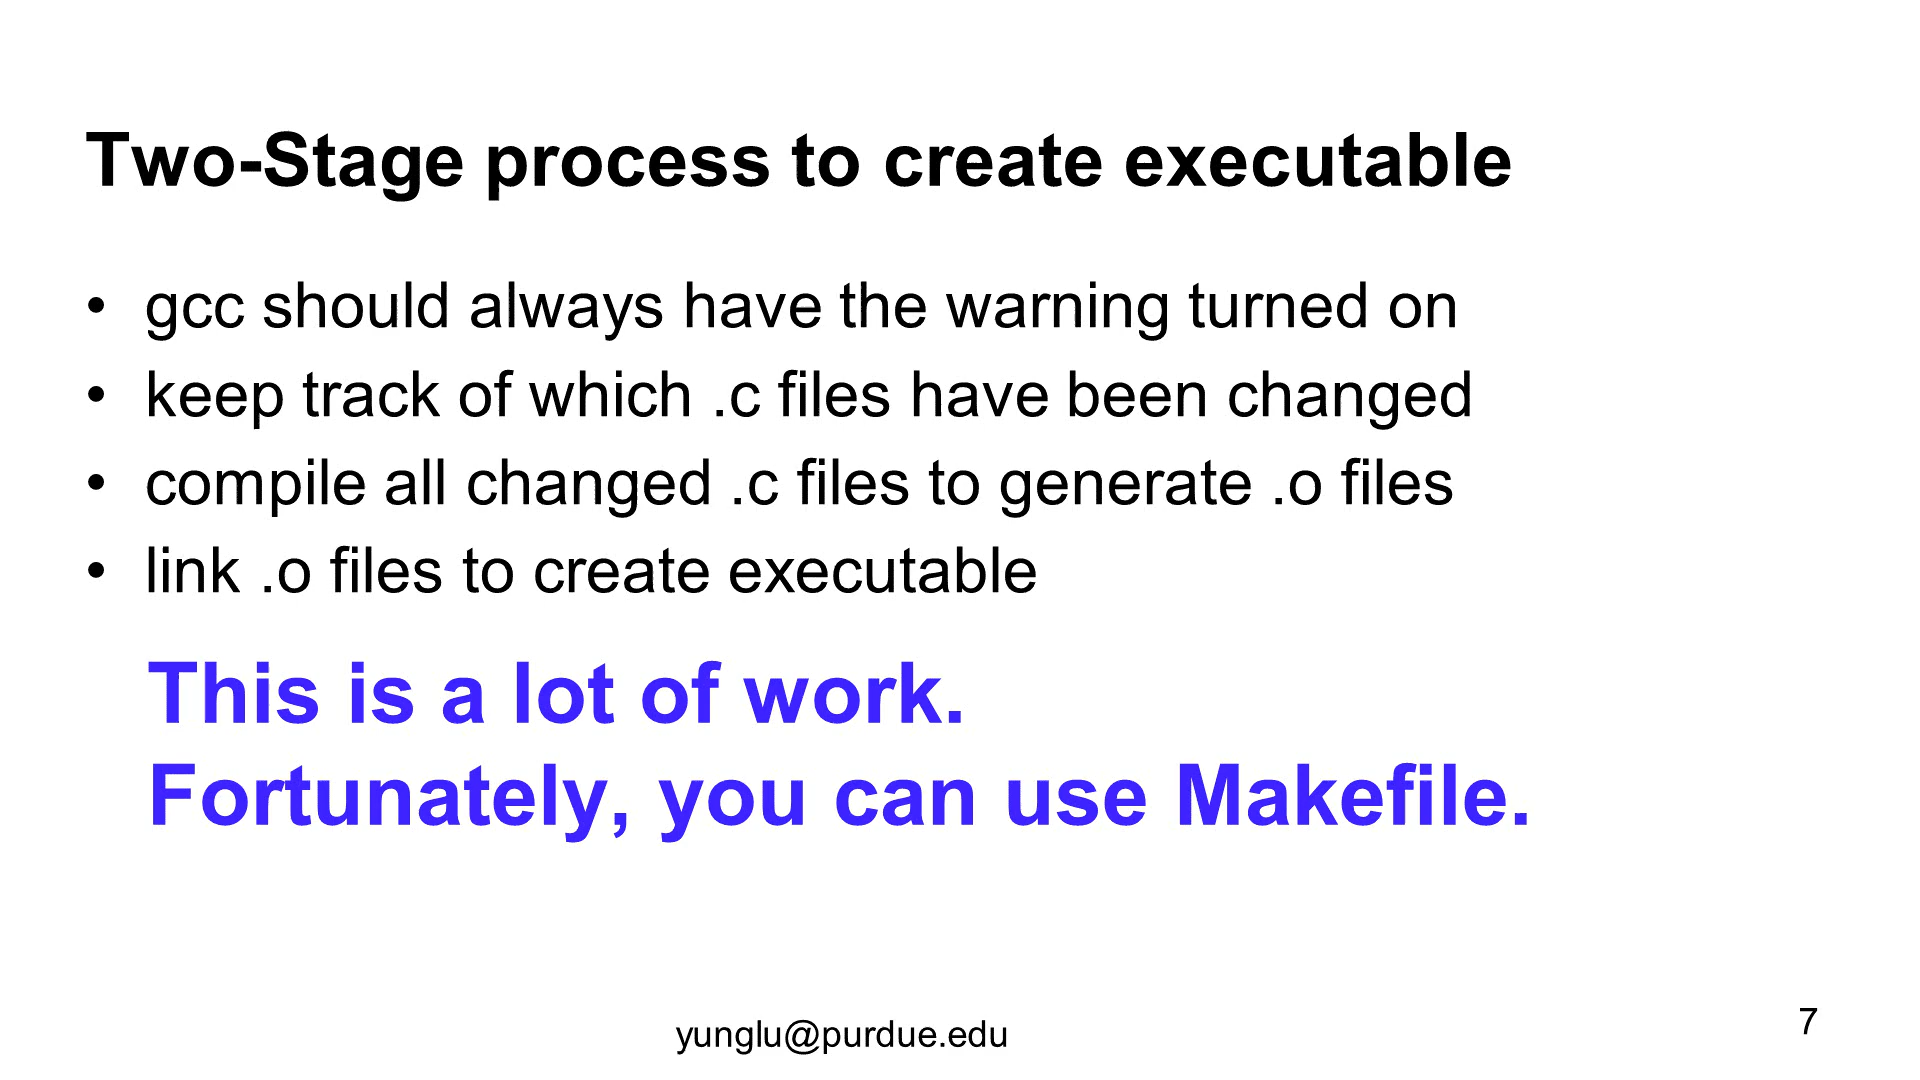 Two-Stage process to create executable
• gcc should always have the warning turned on
• keep track of which .c files have been changed
• compile all changed .c files to generate .o files
• link .o files to create executable
This is a lot of work.
Fortunately, you can use Makefile.
yunglu@purdue.edu
7